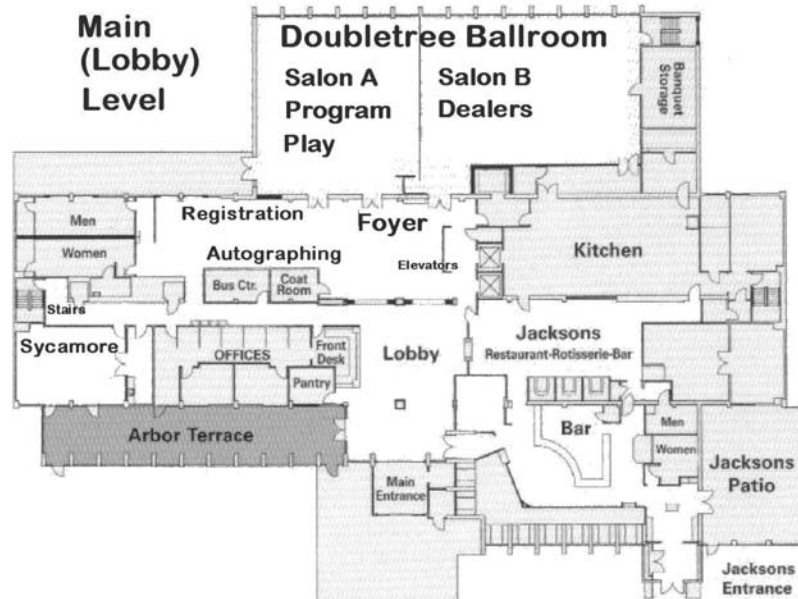 Main
(Lobby)
Level
Doubletree Ballroom
Salon A
Program
Play
Salon B
Dealers
Banquet
Storage
Registration
Foyer
Men
Women
Autographing
Elevators
Kitchen
Bus Ctr.
Coat
Room
Stairs
Sycamore
OFFICES
Front
Desk
Pantry
Lobby
Jacksons
Restaurant-Rotisserie-Bar
Arbor Terrace
Bar
Men
Women
Jacksons
Patio
Main
Entrance
Jacksons
Entrance